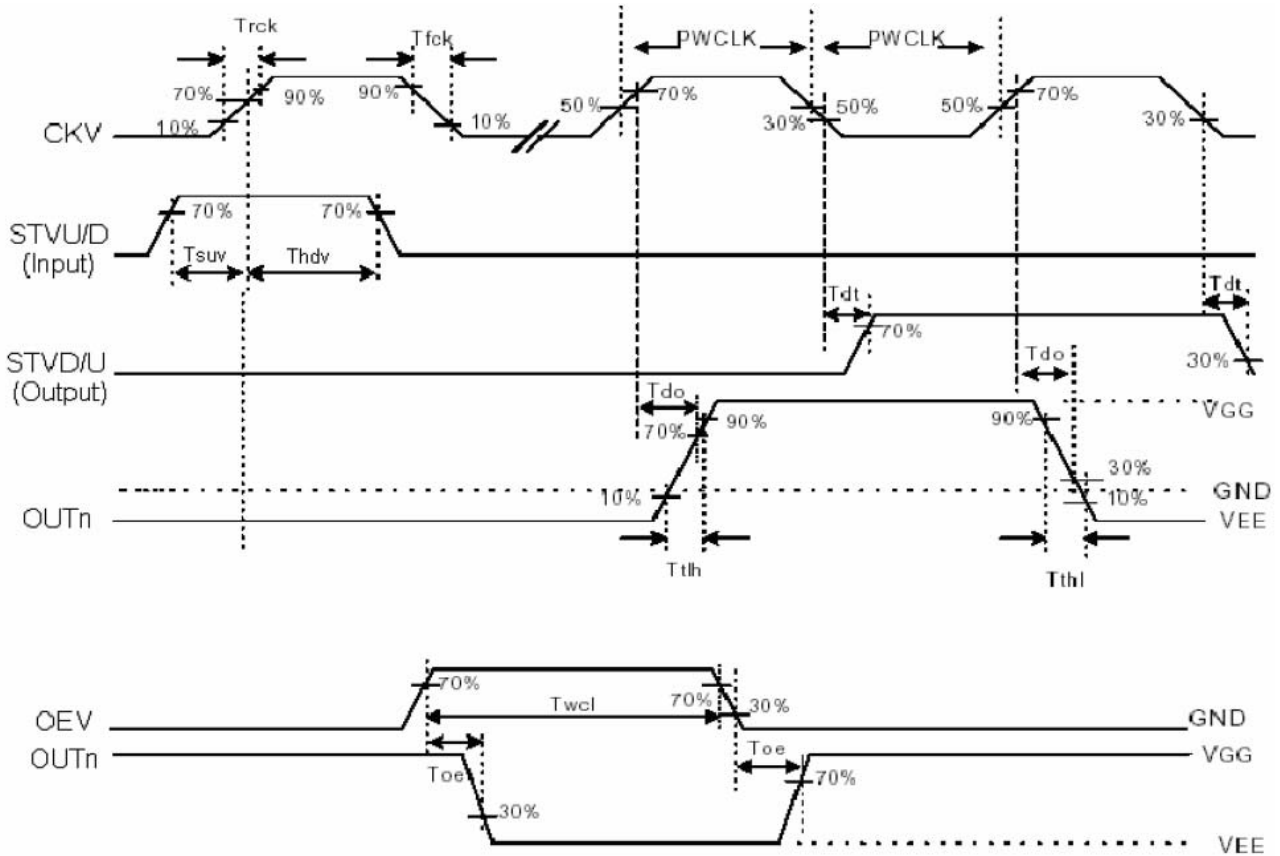 Trck
Tfck
PWCLK
PWCLK
70%
90%
90%
50%
70%
50%
50%
70%
10%
10%
30%
30%
CKV
70%
70%
STVU/D
(Input)
Tsuv
Thdv
Tdt
Tdt
70%
STVD/U
(Output)
Tdo
30%
Tdo
VGG
70%
90%
90%
30%
10%
10%
GND
OUTn
VEE
Ttlh
Tthl
70%
70%
30%
OEV
Twcl
GND
OUTn
VGG
Toe
Toe
70%
30%
VEE